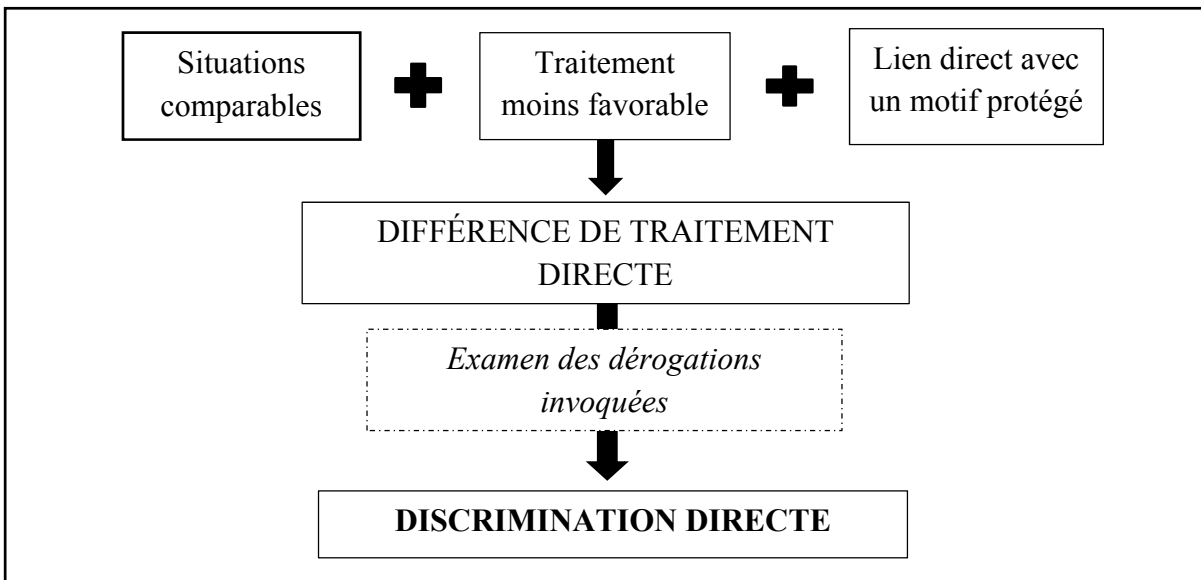 Situations
comparables
Traitement
moins favorable
Lien direct avec
un motif protégé
DIFFÉRENCE DE TRAITEMENT
DIRECTE
Examen des dérogations
invoquées
DISCRIMINATION DIRECTE